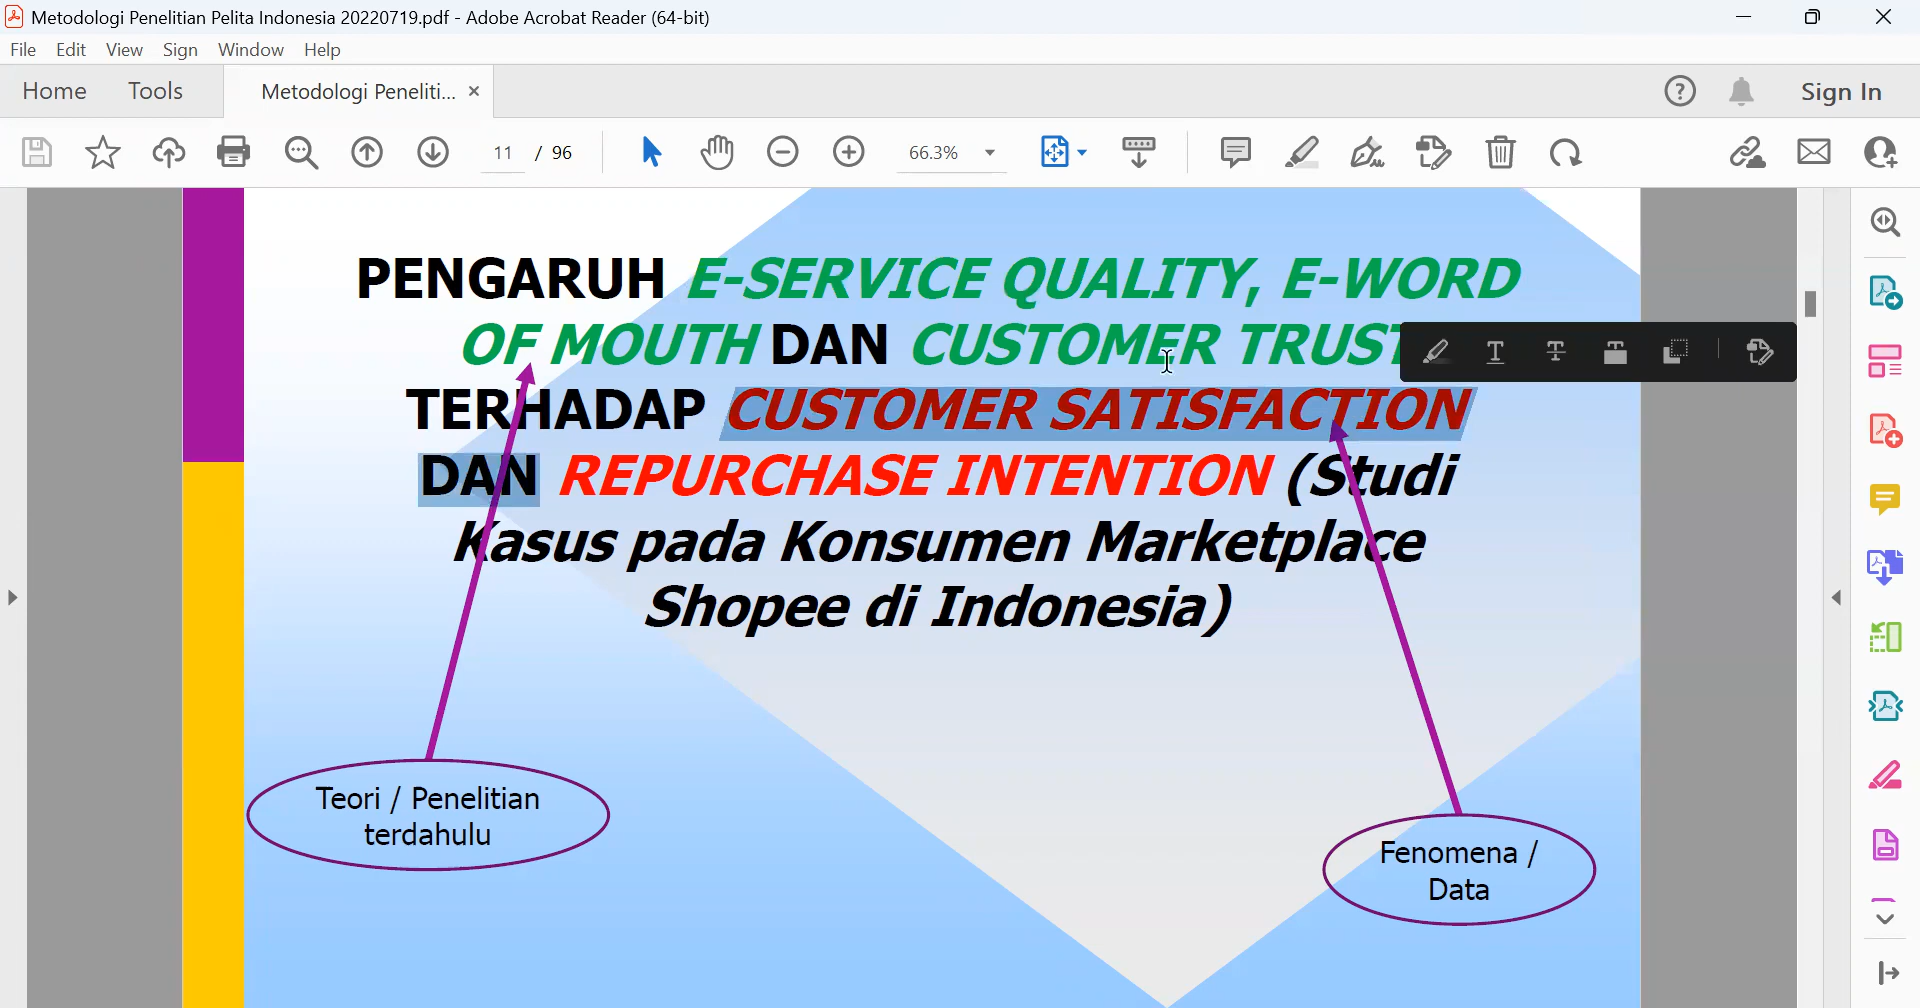 Metodologi Penelitian Pelita Indonesia 20220719.pdf - Adobe Acrobat Reader (64-bit)
File Edit View Sign Window Help
Home Tools Metodologi Peneliti... Sign In
11 / 96 66.3%
PENGARUH E-SERVICE QUALITY, E-WORD
OF MOUTH DAN CUSTOMER TRUST
TERHADAP CUSTOMER SATISFACTION
DAN REPURCHASE INTENTION (Studi
Kasus pada Konsumen Marketplace
Shopee di Indonesia)
Teori / Penelitian
terdahulu
Fenomena /
Data